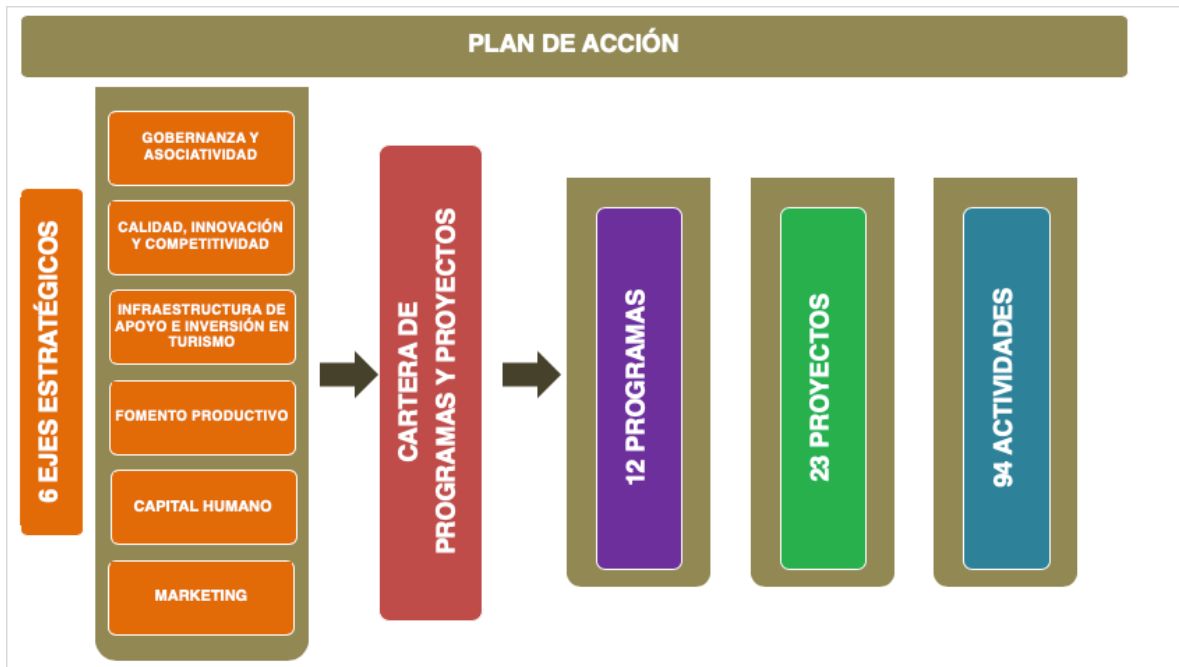 PLAN DE ACCIÓN
6 EJES ESTRATÉGICOS
GOBERNANZA Y
ASOCIATIVIDAD
CALIDAD, INNOVACIÓN
Y COMPETITIVIDAD
INFRAESTRUCTURA DE
APOYO E INVERSIÓN EN
TURISMO
FOMENTO PRODUCTIVO
CAPITAL HUMANO
MARKETING
CARTERA DE
PROGRAMAS Y PROYECTOS
12 PROGRAMAS
23 PROYECTOS
94 ACTIVIDADES